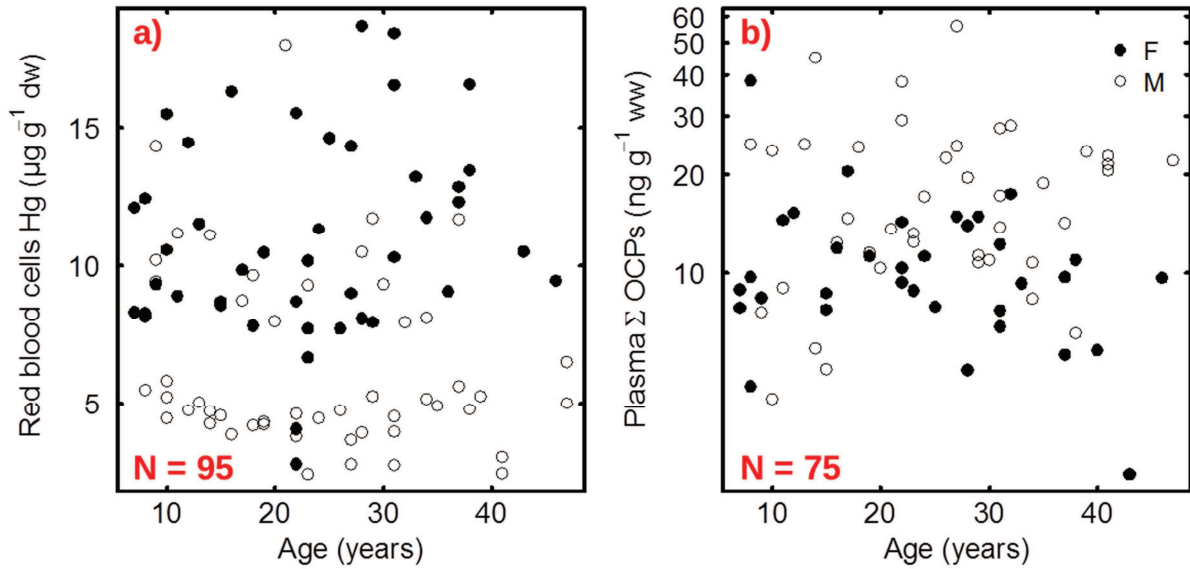 a)
Red blood cells Hg (µg g⁻¹ dw)
15
10
5
N = 95
10 20 30 40
Age (years)
b)
F
M
Plasma Σ OCPs (ng g⁻¹ ww)
60
50
40
30
20
10
N = 75
10 20 30 40
Age (years)